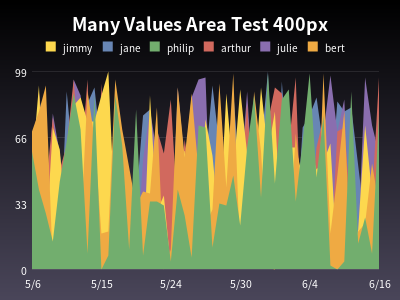 Many Values Area Test 400px
jimmy jane philip arthur julie bert
99
66
33
0
5/6 5/15 5/24 5/30 6/4 6/16